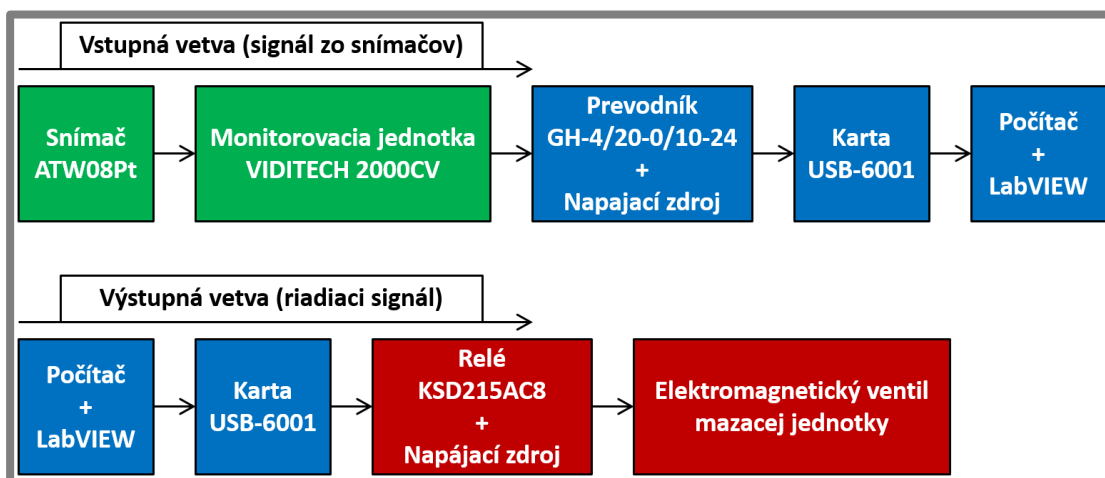 Vstupná vetva (signál zo snímačov)
Snímač
ATW08Pt
Monitorovacia jednotka
VIDITECH 2000CV
Prevodník
GH-4/20-0/10-24
+
Napajací zdroj
Karta
USB-6001
Počítač
+
LabVIEW
Výstupná vetva (riadiaci signál)
Počítač
+
LabVIEW
Karta
USB-6001
Relé
KSD215AC8
+
Napájací zdroj
Elektromagnetický ventil
mazacej jednotky